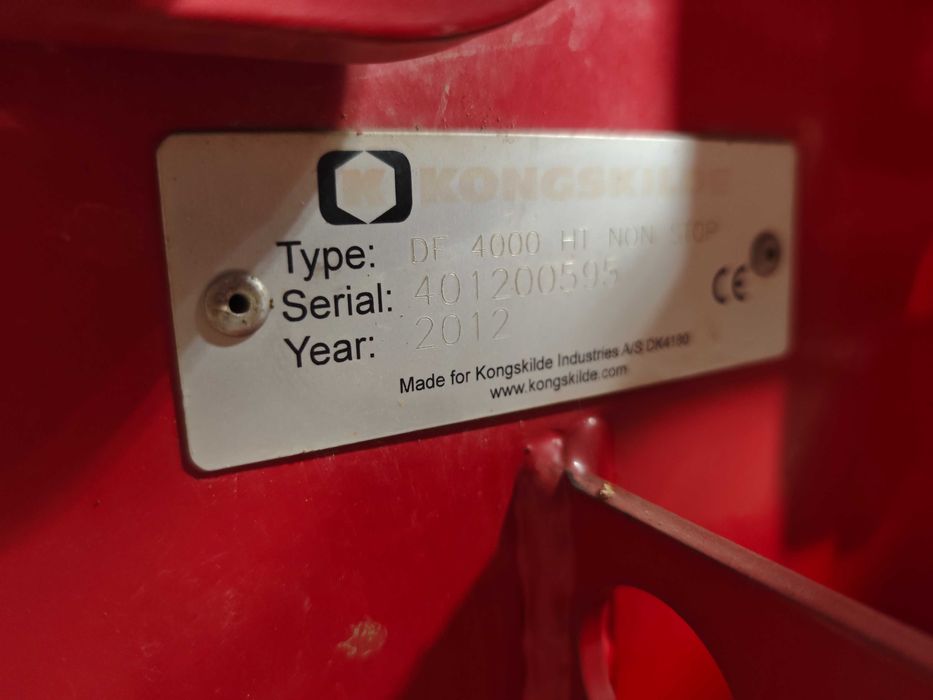 K KONGSKILDE
Type: DF 4000 HI NON STOP
Serial: 401200595
Year: 2012
CE
Made for Kongskilde Industries A/S DK4180
www.kongskilde.com